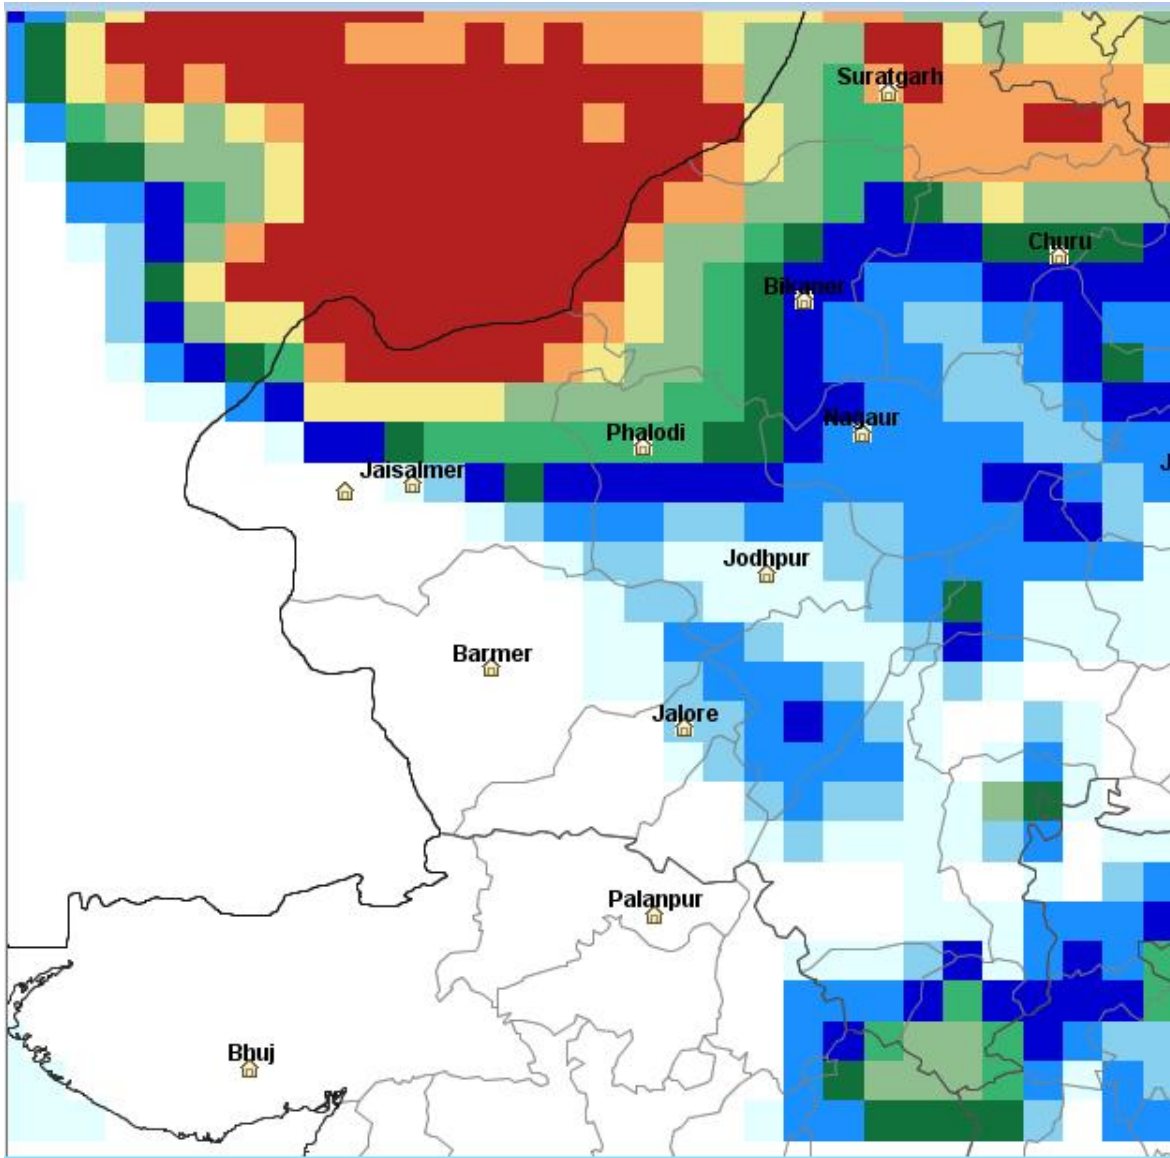 Suratgarh
Churu
Bikaner
Nagaur
Phalodi
Jaisalmer
J
Jodhpur
Barmer
Jalore
Palanpur
Bhuj